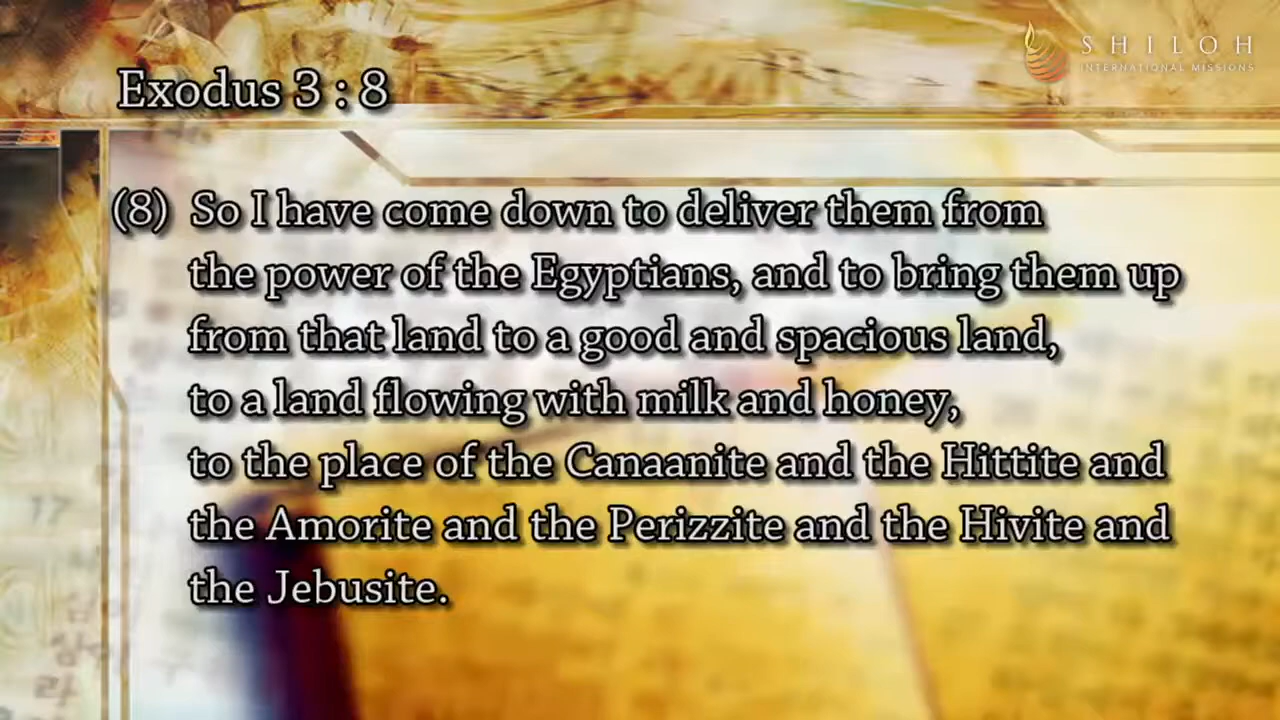 SHILOH
INTERNATIONAL MISSIONS
Exodus 3 : 8
(8) So I have come down to deliver them from
the power of the Egyptians, and to bring them up
from that land to a good and spacious land,
to a land flowing with milk and honey,
to the place of the Canaanite and the Hittite and
the Amorite and the Perizzite and the Hivite and
the Jebusite.